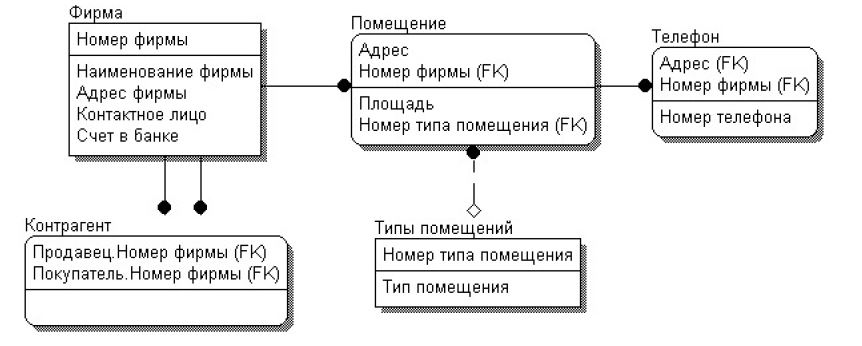 Фирма
Номер фирмы
Наименование фирмы
Адрес фирмы
Контактное лицо
Счет в банке
Помещение
Адрес
Номер фирмы (FK)
Площадь
Номер типа помещения (FK)
Телефон
Адрес (FK)
Номер фирмы (FK)
Номер телефона
Контрагент
Продавец.Номер фирмы (FK)
Покупатель.Номер фирмы (FK)
Типы помещений
Номер типа помещения
Тип помещения